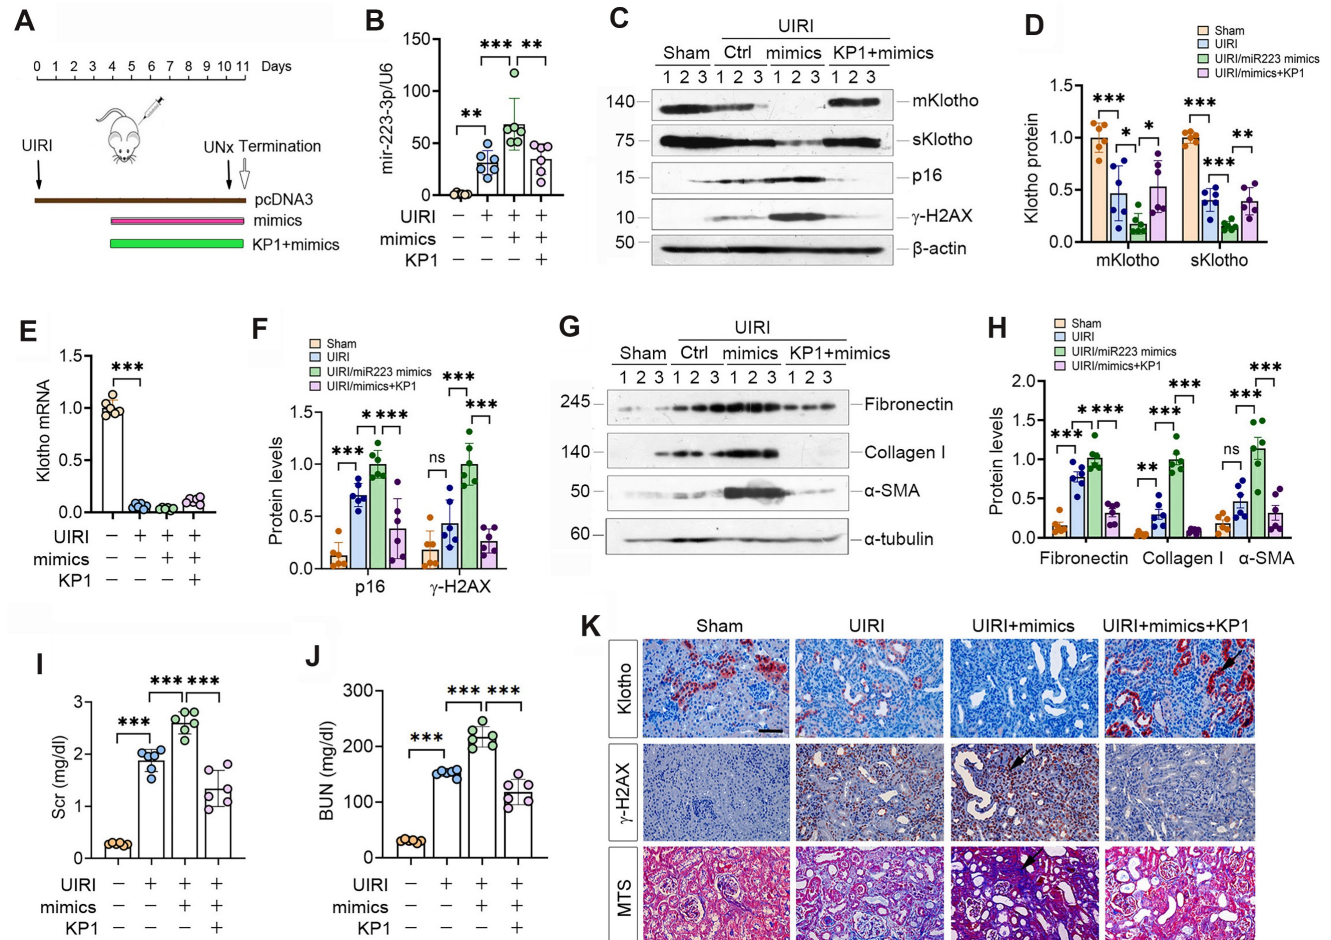 A
0 1 2 3 4 5 6 7 8 9 10 11 Days
UIRI
UNx Termination
pcDNA3
mimics
KP1+mimics
B
mir-223-3p/U6
150
100
50
0
*** **
**
UIRI − + + +
mimics − − + +
KP1 − − − +
C
UIRI
Sham Ctrl mimics KP1+mimics
1 2 3 1 2 3 1 2 3 1 2 3
140 mKlotho
75 sKlotho
15 p16
10 γ-H2AX
50 β-actin
D
Sham
UIRI
UIRI/miR223 mimics
UIRI/mimics+KP1
Klotho protein
1.5
1.0
0.5
0.0
*** * *
*** *** *** **
mKlotho sKlotho
E
Klotho mRNA
1.5
1.0
0.5
0.0
***
UIRI − + + +
mimics − − + +
KP1 − − − +
F
Sham
UIRI
UIRI/miR223 mimics
UIRI/mimics+KP1
Protein levels
1.5
1.0
0.5
0.0
*** * ***
ns *** ***
p16 γ-H2AX
G
UIRI
Sham Ctrl mimics KP1+mimics
1 2 3 1 2 3 1 2 3 1 2 3
245 Fibronectin
140 Collagen I
50 α-SMA
60 α-tubulin
H
Sham
UIRI
UIRI/miR223 mimics
UIRI/mimics+KP1
Protein levels
2.0
1.5
1.0
0.5
0.0
*** * ***
** *** ***
ns *** ***
Fibronectin Collagen I α-SMA
I
Scr (mg/dl)
3
2
1
0
*** *** ***
UIRI − + + +
mimics − − + +
KP1 − − − +
J
BUN (mg/dl)
300
200
100
0
*** *** ***
UIRI − + + +
mimics − − + +
KP1 − − − +
K
Sham UIRI UIRI+mimics UIRI+mimics+KP1
Klotho
γ-H2AX
MTS